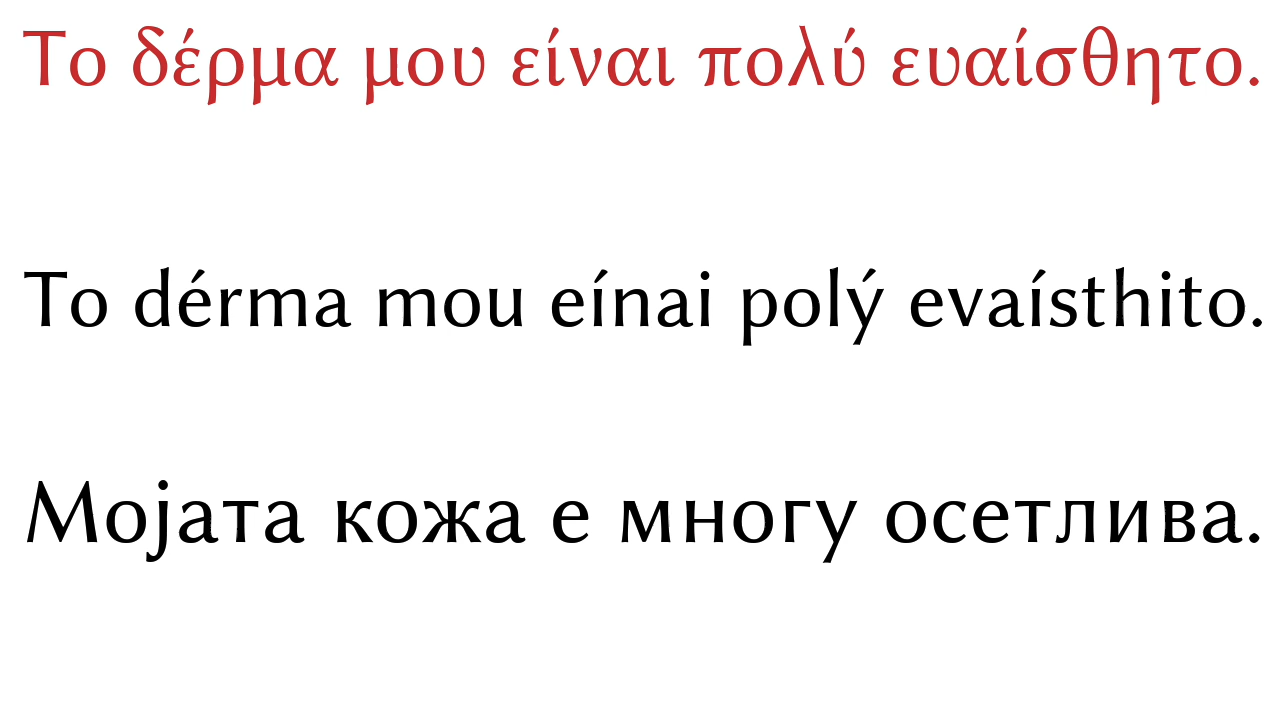 Το δέρμα μου είναι πολύ ευαίσθητο.
To dérma mou eínai polý evaísthito.
Мојата кожа е многу осетлива.